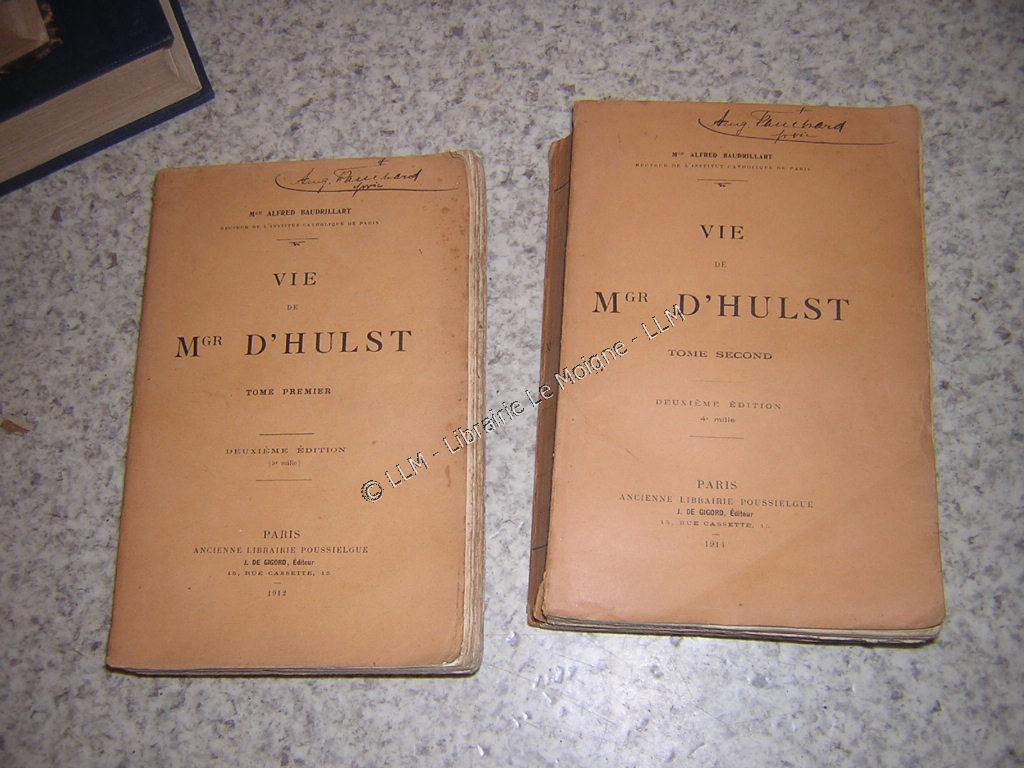 Mgr ALFRED BAUDRILLART
RECTEUR DE L'INSTITUT CATHOLIQUE DE PARIS
VIE
DE
MGR D'HULST
TOME PREMIER
DEUXIÈME ÉDITION
PARIS
ANCIENNE LIBRAIRIE POUSSIELGUE
J. DE GIGORD, Éditeur
15, RUE CASSETTE, 15
1912
Mgr ALFRED BAUDRILLART
RECTEUR DE L'INSTITUT CATHOLIQUE DE PARIS
VIE
DE
MGR D'HULST
TOME SECOND
DEUXIÈME ÉDITION
4e mille
PARIS
ANCIENNE LIBRAIRIE POUSSIELGUE
J. DE GIGORD, Éditeur
15, RUE CASSETTE, 15
1914
© LLM - Librairie Le Moigne - LLM